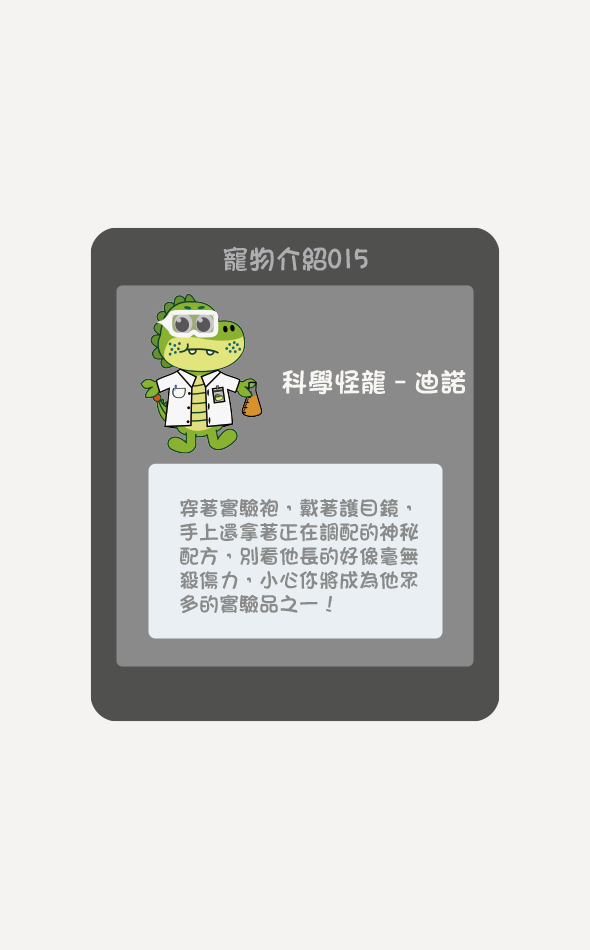 寵物介紹015
科學怪龍－迪諾
穿著實驗袍，戴著護目鏡，
手上還拿著正在調配的神秘
配方，別看他長的好像毫無
殺傷力，小心你將成為他眾
多的實驗品之一！